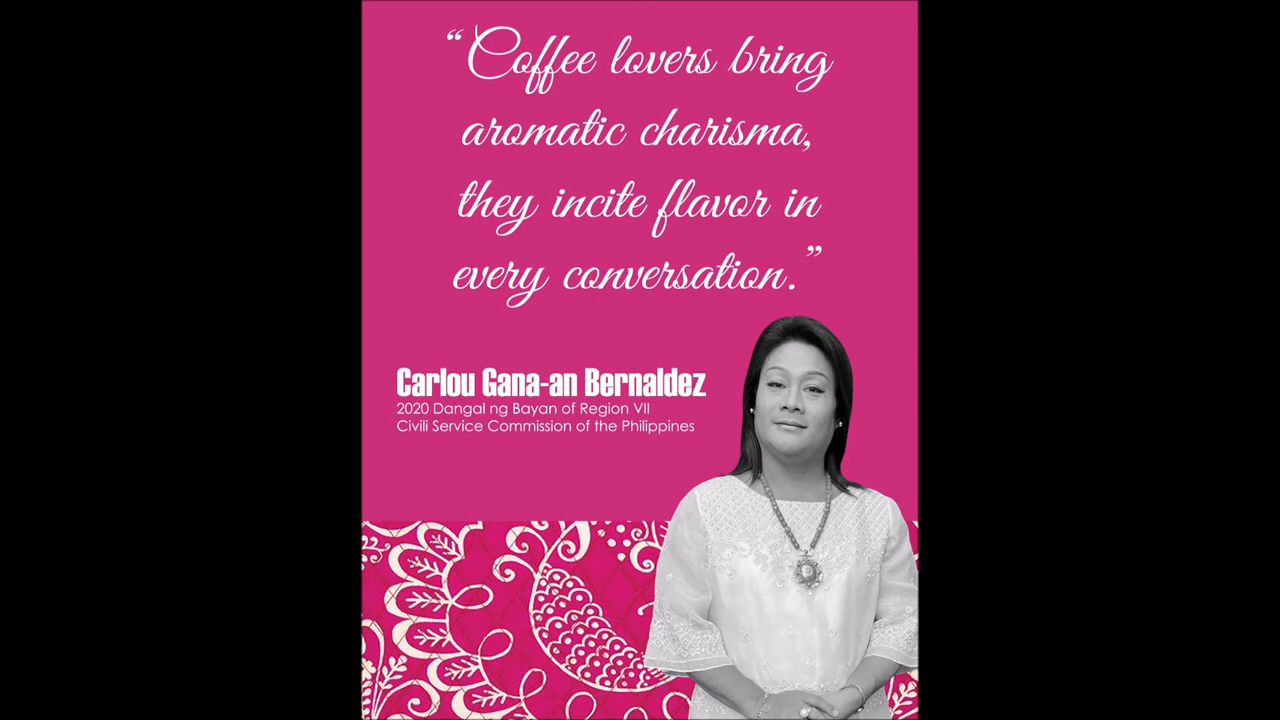 “Coffee lovers bring
aromatic charisma,
they incite flavor in
every conversation.”
Carlou Gana-an Bernaldez
2020 Dangal ng Bayan of Region VII
Civili Service Commission of the Philippines